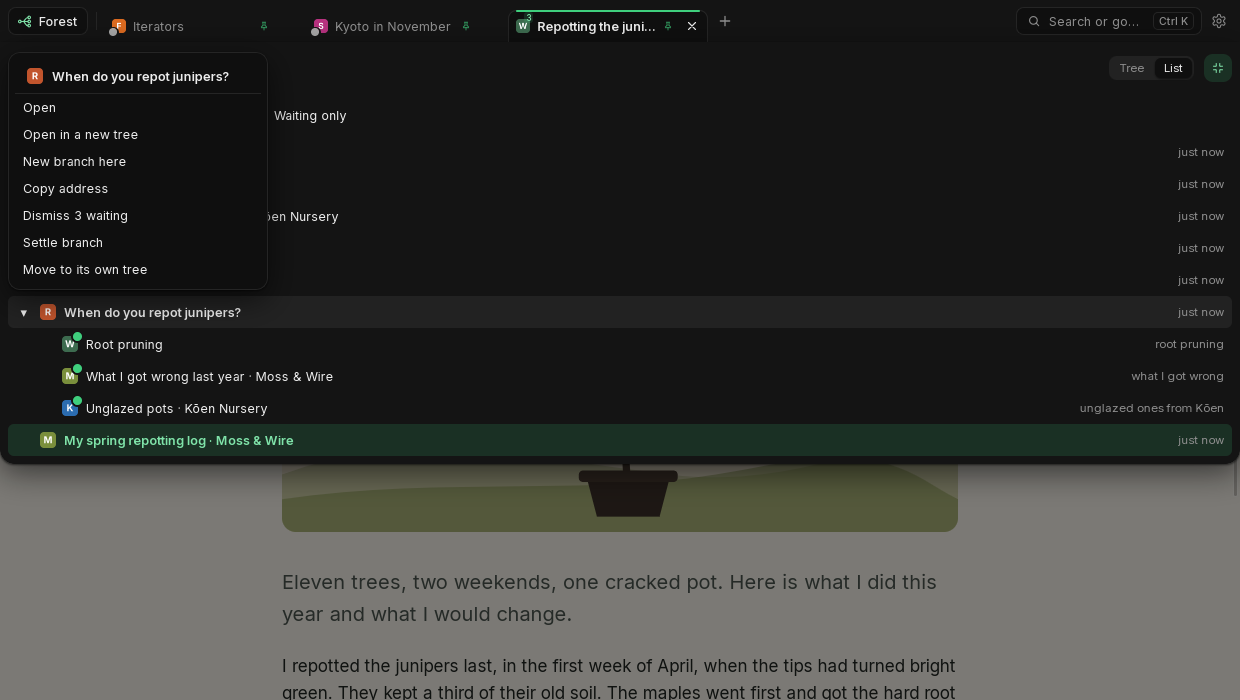 Forest
F Iterators
S Kyoto in November
W 3 Repotting the juni...
Search or go... Ctrl K
R When do you repot junipers?
Tree List
Open
Waiting only
Open in a new tree
New branch here
just now
Copy address
just now
Dismiss 3 waiting
Kōen Nursery
just now
Settle branch
just now
Move to its own tree
just now
R When do you repot junipers? just now
W Root pruning root pruning
M What I got wrong last year · Moss & Wire what I got wrong
K Unglazed pots · Kōen Nursery unglazed ones from Kōen
M My spring repotting log · Moss & Wire just now
Eleven trees, two weekends, one cracked pot. Here is what I did this
year and what I would change.
I repotted the junipers last, in the first week of April, when the tips had turned bright
green. They kept a third of their old soil. The maples went first and got the hard root